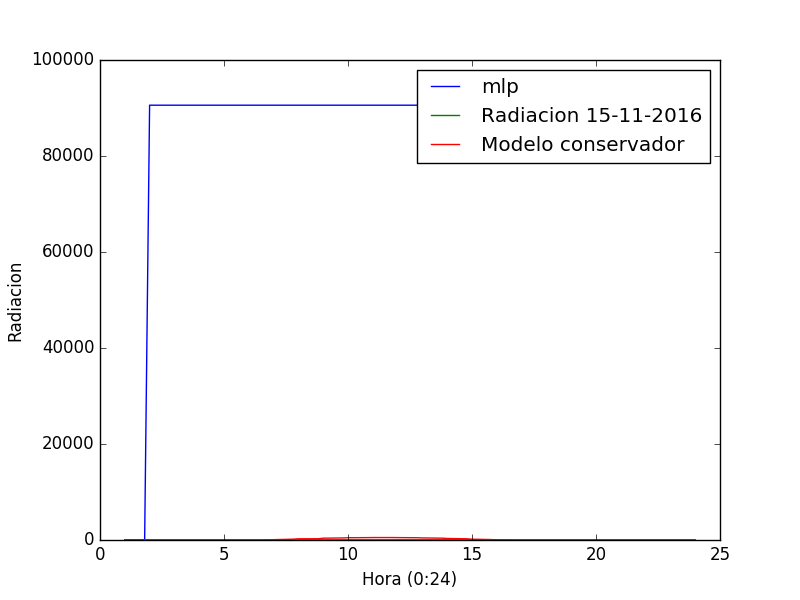 100000
80000
60000
40000
20000
0
Radiacion
mlp
Radiacion 15-11-2016
Modelo conservador
0 5 10 15 20 25
Hora (0:24)